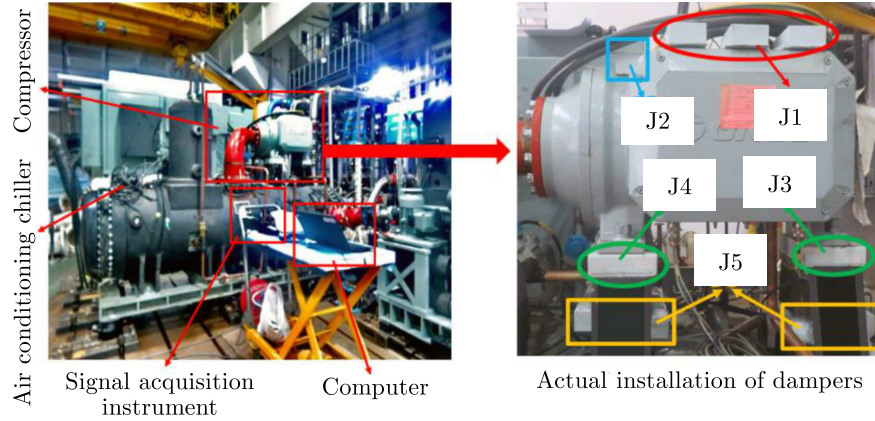 Compressor
Air conditioning chiller
J2
J1
J4
J3
J5
Signal acquisition
instrument
Computer
Actual installation of dampers